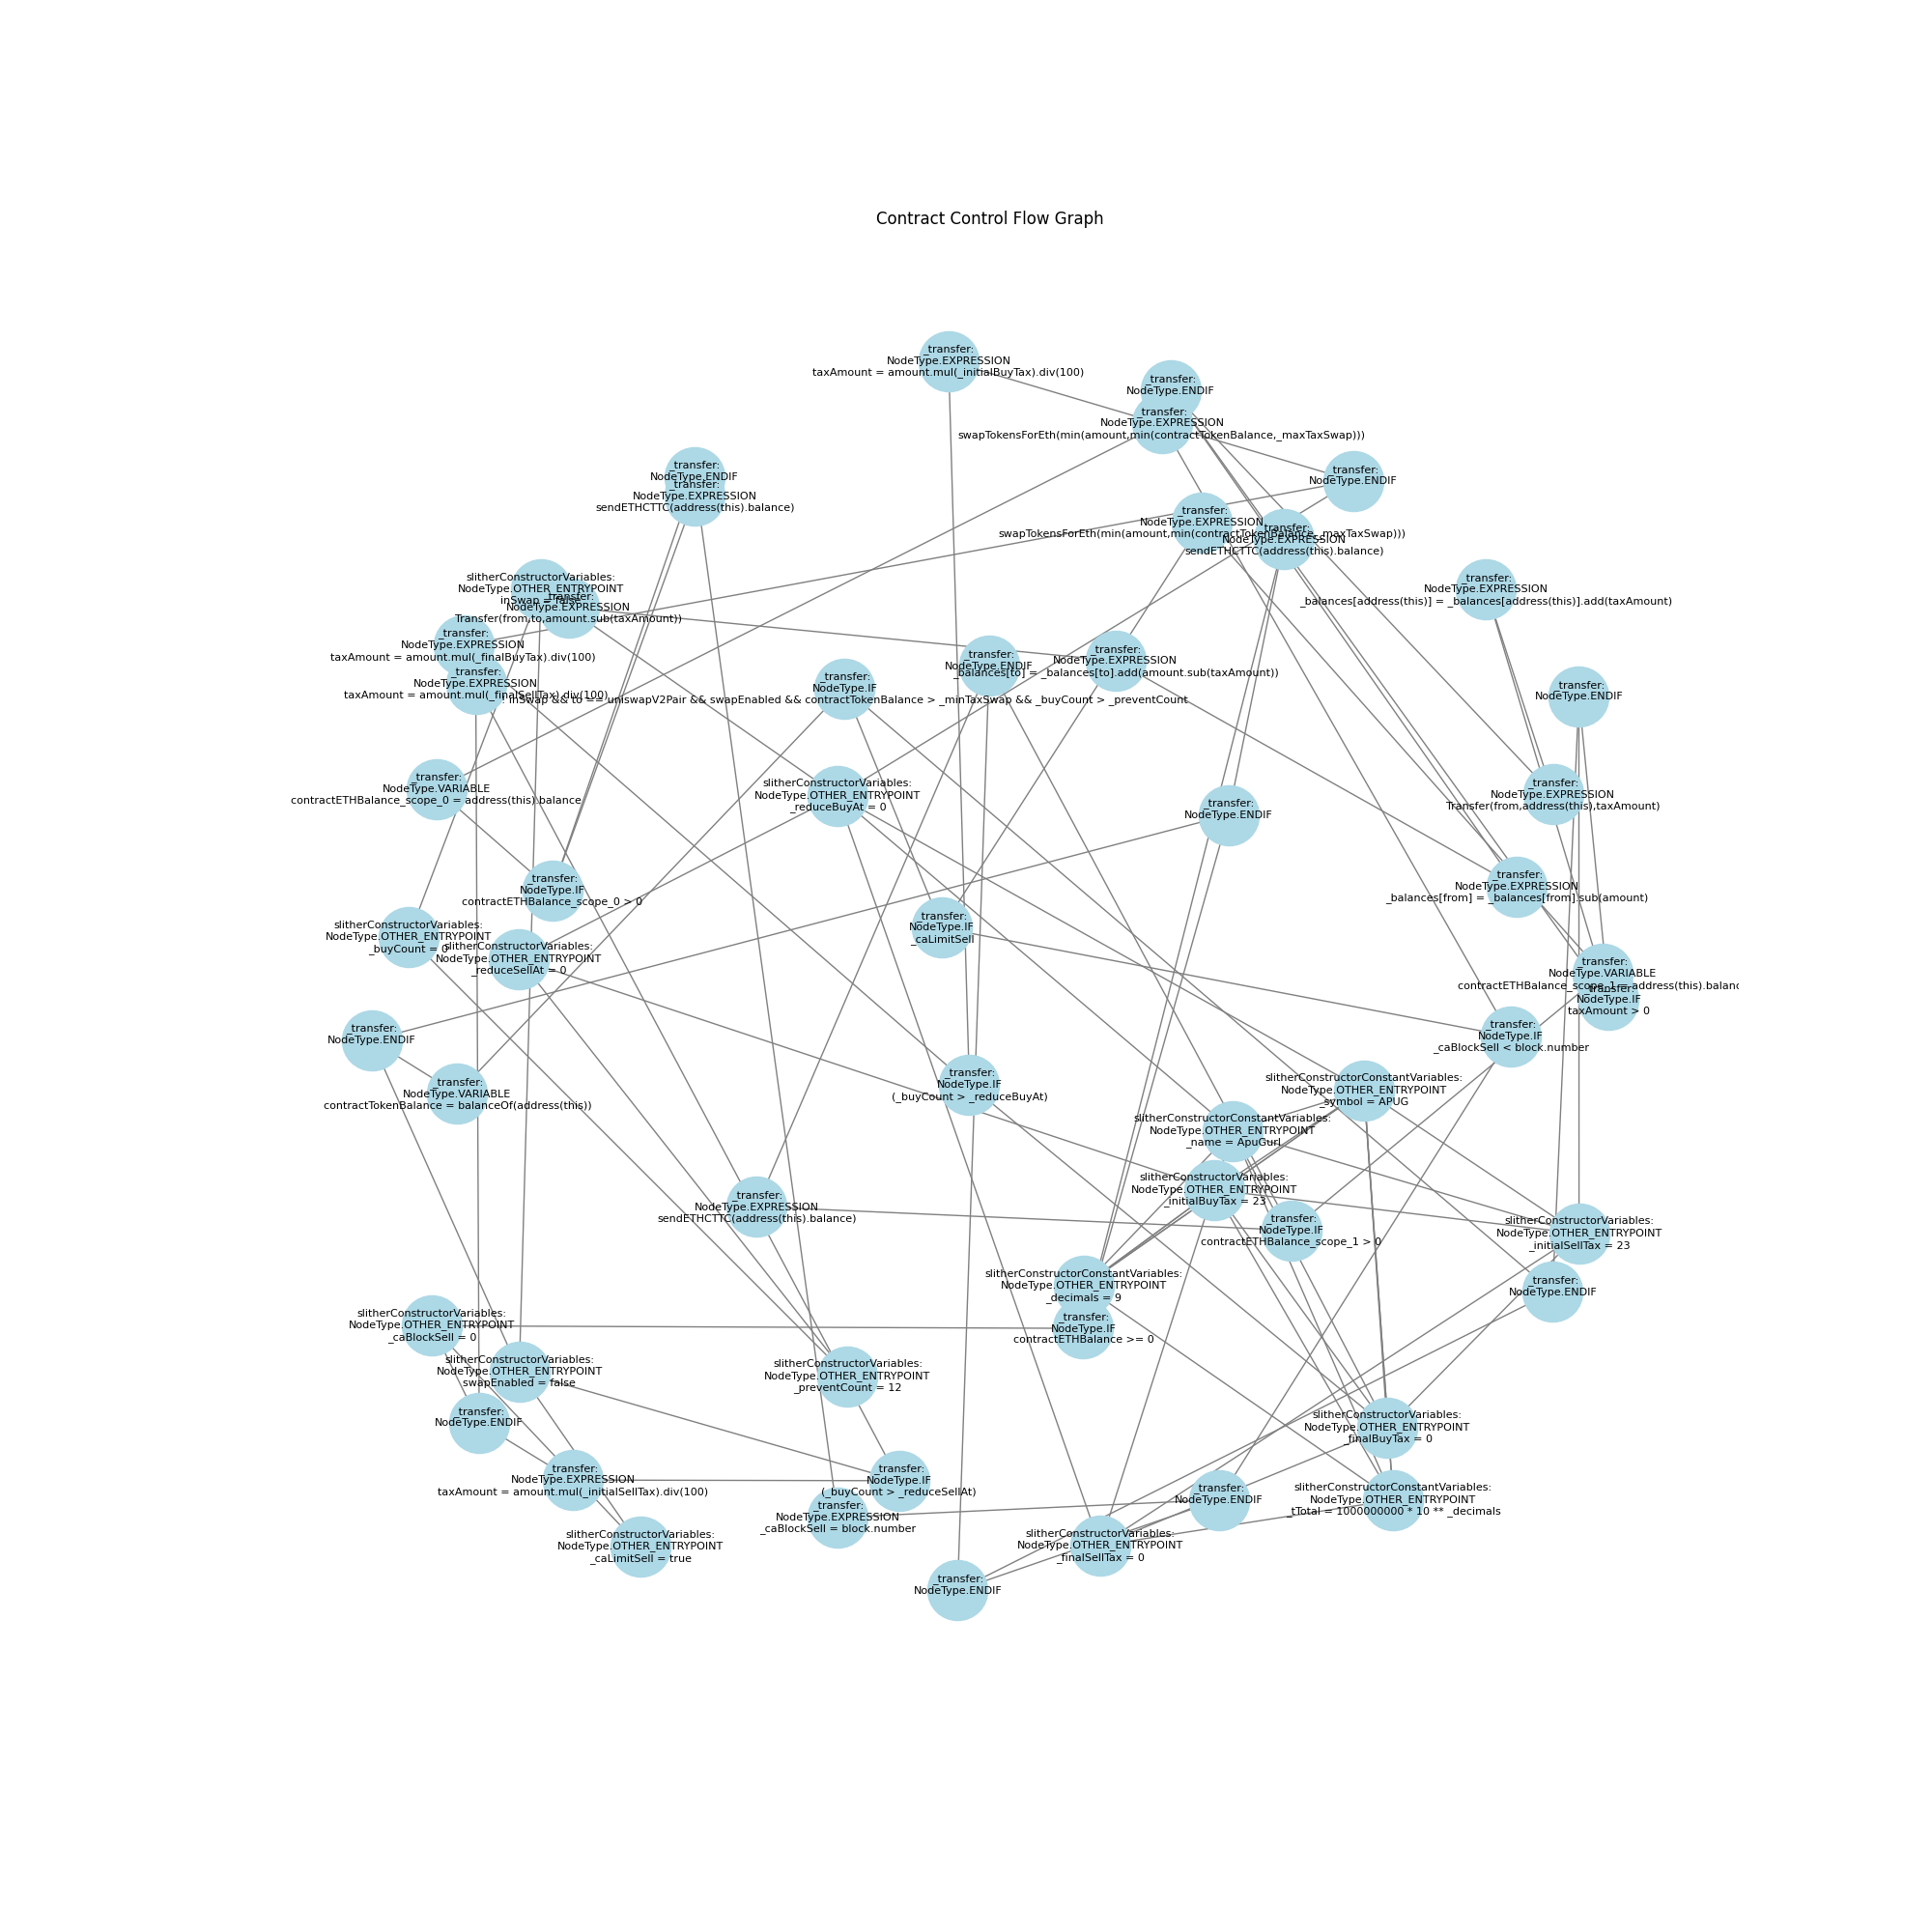 Contract Control Flow Graph
_transfer:
NodeType.EXPRESSION
taxAmount = amount.mul(_initialBuyTax).div(100)
_transfer:
NodeType.ENDIF
_transfer:
NodeType.EXPRESSION
swapTokensForEth(min(amount,min(contractTokenBalance,_maxTaxSwap)))
_transfer:
NodeType.ENDIF
_transfer:
NodeType.EXPRESSION
sendETHCTTC(address(this).balance)
_transfer:
NodeType.ENDIF
_transfer:
NodeType.EXPRESSION
swapTokensForEth(min(amount,min(contractTokenBalance,_maxTaxSwap)))
_transfer:
NodeType.EXPRESSION
sendETHCTTC(address(this).balance)
slitherConstructorVariables:
NodeType.OTHER_ENTRYPOINT
inSwap = false
_transfer:
NodeType.EXPRESSION
Transfer(from,to,amount.sub(taxAmount))
_transfer:
NodeType.EXPRESSION
_balances[address(this)] = _balances[address(this)].add(taxAmount)
_transfer:
NodeType.EXPRESSION
taxAmount = amount.mul(_finalBuyTax).div(100)
_transfer:
NodeType.EXPRESSION
taxAmount = amount.mul(_finalSellTax).div(100)
_transfer:
NodeType.ENDIF
_transfer:
NodeType.EXPRESSION
_balances[to] = _balances[to].add(amount.sub(taxAmount))
_transfer:
NodeType.IF
inSwap && to == uniswapV2Pair && swapEnabled && contractTokenBalance > _minTaxSwap && _buyCount > _preventCount
_transfer:
NodeType.ENDIF
_transfer:
NodeType.VARIABLE
contractETHBalance_scope_0 = address(this).balance
slitherConstructorVariables:
NodeType.OTHER_ENTRYPOINT
_reduceBuyAt = 0
_transfer:
NodeType.EXPRESSION
Transfer(from,address(this),taxAmount)
_transfer:
NodeType.ENDIF
_transfer:
NodeType.IF
contractETHBalance_scope_0 > 0
_transfer:
NodeType.EXPRESSION
_balances[from] = _balances[from].sub(amount)
slitherConstructorVariables:
NodeType.OTHER_ENTRYPOINT
_buyCount = 0
slitherConstructorVariables:
NodeType.OTHER_ENTRYPOINT
_reduceSellAt = 0
_transfer:
NodeType.IF
_caLimitSell
_transfer:
NodeType.VARIABLE
contractETHBalance_scope_1 = address(this).balanc
_transfer:
NodeType.IF
taxAmount > 0
_transfer:
NodeType.IF
_caBlockSell < block.number
_transfer:
NodeType.ENDIF
_transfer:
NodeType.VARIABLE
contractTokenBalance = balanceOf(address(this))
_transfer:
NodeType.IF
(_buyCount > _reduceBuyAt)
slitherConstructorConstantVariables:
NodeType.OTHER_ENTRYPOINT
_symbol = APUG
slitherConstructorConstantVariables:
NodeType.OTHER_ENTRYPOINT
_name = ApuGurl
slitherConstructorVariables:
NodeType.OTHER_ENTRYPOINT
_initialBuyTax = 23
_transfer:
NodeType.EXPRESSION
sendETHCTTC(address(this).balance)
_transfer:
NodeType.IF
contractETHBalance_scope_1 > 0
slitherConstructorVariables:
NodeType.OTHER_ENTRYPOINT
_initialSellTax = 23
slitherConstructorConstantVariables:
NodeType.OTHER_ENTRYPOINT
_decimals = 9
_transfer:
NodeType.ENDIF
slitherConstructorVariables:
NodeType.OTHER_ENTRYPOINT
_caBlockSell = 0
_transfer:
NodeType.IF
contractETHBalance >= 0
slitherConstructorVariables:
NodeType.OTHER_ENTRYPOINT
swapEnabled = false
slitherConstructorVariables:
NodeType.OTHER_ENTRYPOINT
_preventCount = 12
_transfer:
NodeType.ENDIF
slitherConstructorVariables:
NodeType.OTHER_ENTRYPOINT
_finalBuyTax = 0
_transfer:
NodeType.EXPRESSION
taxAmount = amount.mul(_initialSellTax).div(100)
_transfer:
NodeType.IF
(_buyCount > _reduceSellAt)
_transfer:
NodeType.EXPRESSION
_caBlockSell = block.number
_transfer:
NodeType.ENDIF
slitherConstructorConstantVariables:
NodeType.OTHER_ENTRYPOINT
_tTotal = 1000000000 * 10 ** _decimals
slitherConstructorVariables:
NodeType.OTHER_ENTRYPOINT
_caLimitSell = true
slitherConstructorVariables:
NodeType.OTHER_ENTRYPOINT
_finalSellTax = 0
_transfer:
NodeType.ENDIF